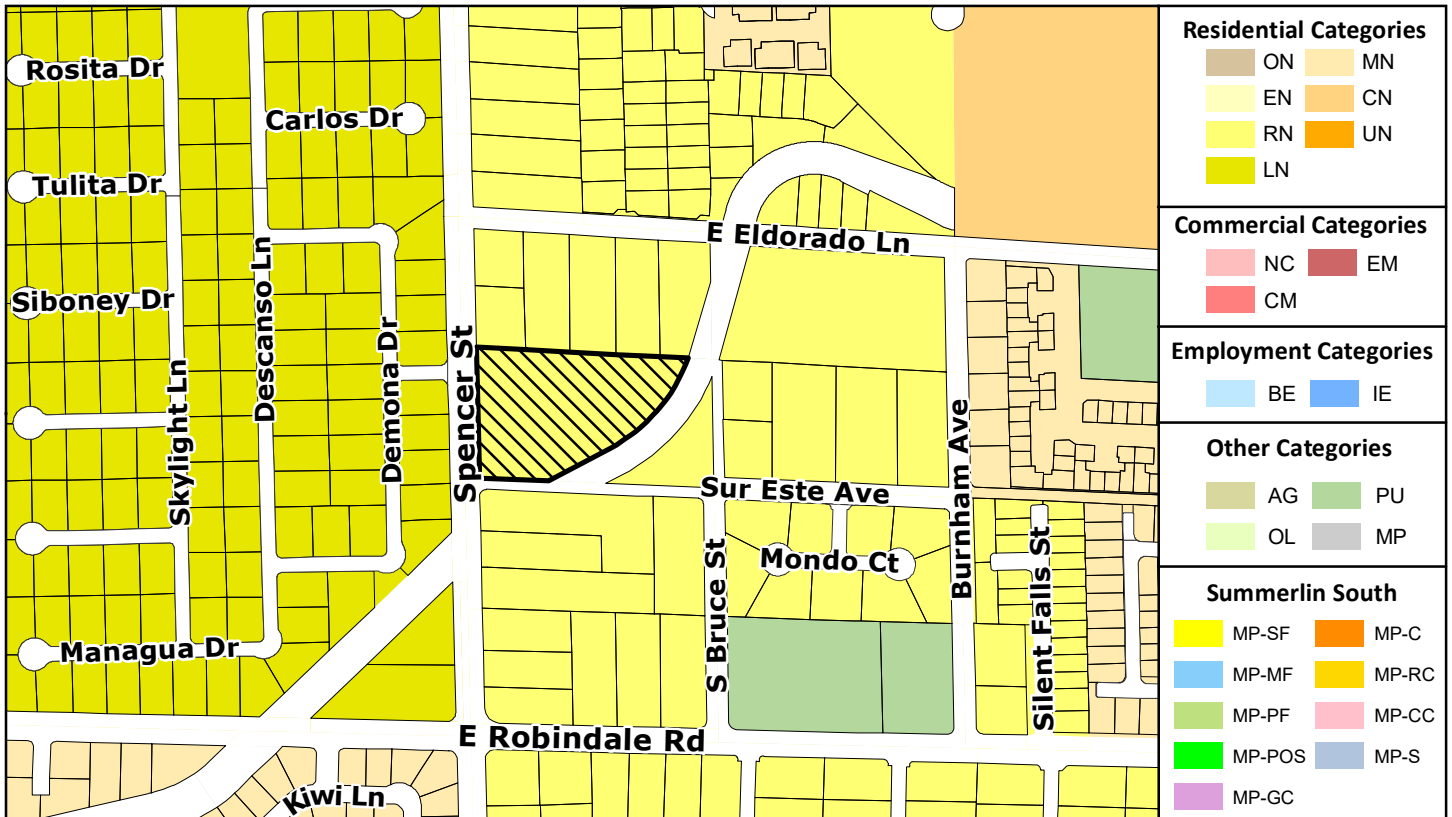 Rosita Dr
Carlos Dr
Tulita Dr
E Eldorado Ln
Siboney Dr
Descanso Ln
Demona Dr
Spencer St
Skylight Ln
Burnham Ave
Sur Este Ave
Mondo Ct
S Bruce St
Silent Falls St
Managua Dr
E Robindale Rd
Kiwi Ln
Residential Categories
ON MN
EN CN
RN UN
LN
Commercial Categories
NC EM
CM
Employment Categories
BE IE
Other Categories
AG PU
OL MP
Summerlin South
MP-SF MP-C
MP-MF MP-RC
MP-PF MP-CC
MP-POS MP-S
MP-GC